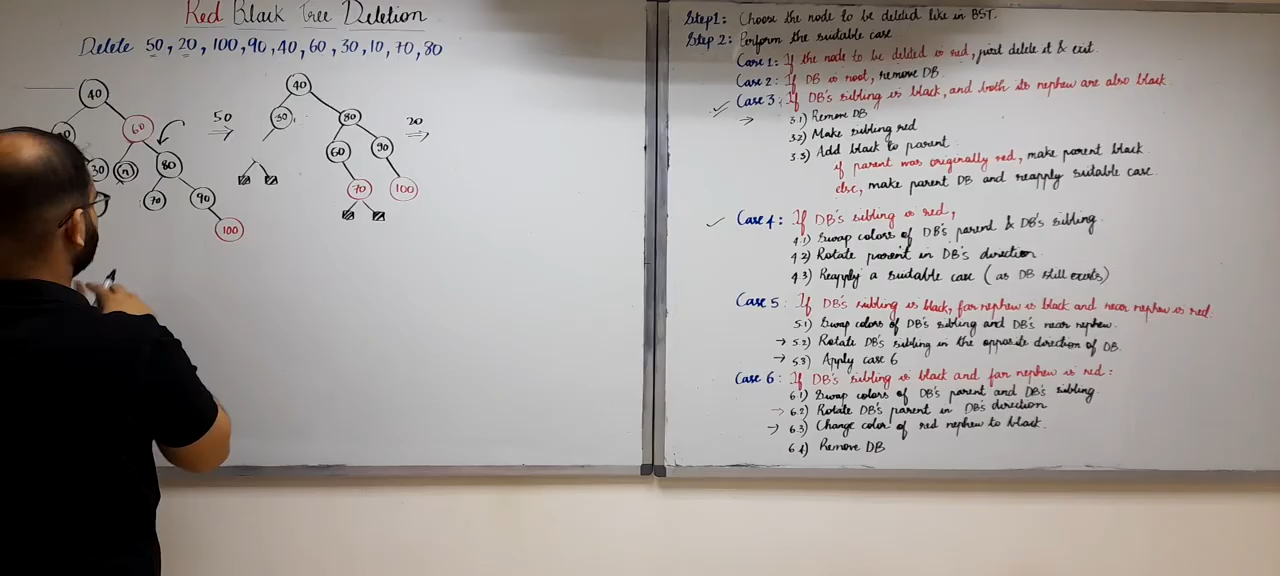 Red Black Tree Deletion
Delete 50, 20, 100, 90, 40, 60, 30, 10, 70, 80
40
60
30
n
80
70
90
100
50
40
80
60
90
70
100
20
Step1: Choose the node to be deleted like in BST.
Step 2: Perform the suitable case.
Case 1: If the node to be deleted is red, just delete it & exit.
Case 2: If DB is root, remove DB.
Case 3: If DB's sibling is black, and both its nephew are also black
3.1) Remove DB
3.2) Make sibling red
3.3) Add black to parent
if parent was originally red, make parent black.
else, make parent DB and reapply suitable case.
Case 4: If DB's sibling is red,
4.1) Swap colors of DB's parent & DB's sibling
4.2) Rotate parent in DB's direction
4.3) Reapply a suitable case (as DB still exists)
Case 5: If DB's sibling is black, far nephew is black and near nephew is red.
5.1) Swap colors of DB's sibling and DB's near nephew.
5.2) Rotate DB's sibling in the opposite direction of DB.
5.3) Apply case 6
Case 6: If DB's sibling is black and far nephew is red:
6.1) Swap colors of DB's parent and DB's sibling.
6.2) Rotate DB's parent in DB's direction
6.3) Change color of red nephew to black.
6.4) Remove DB